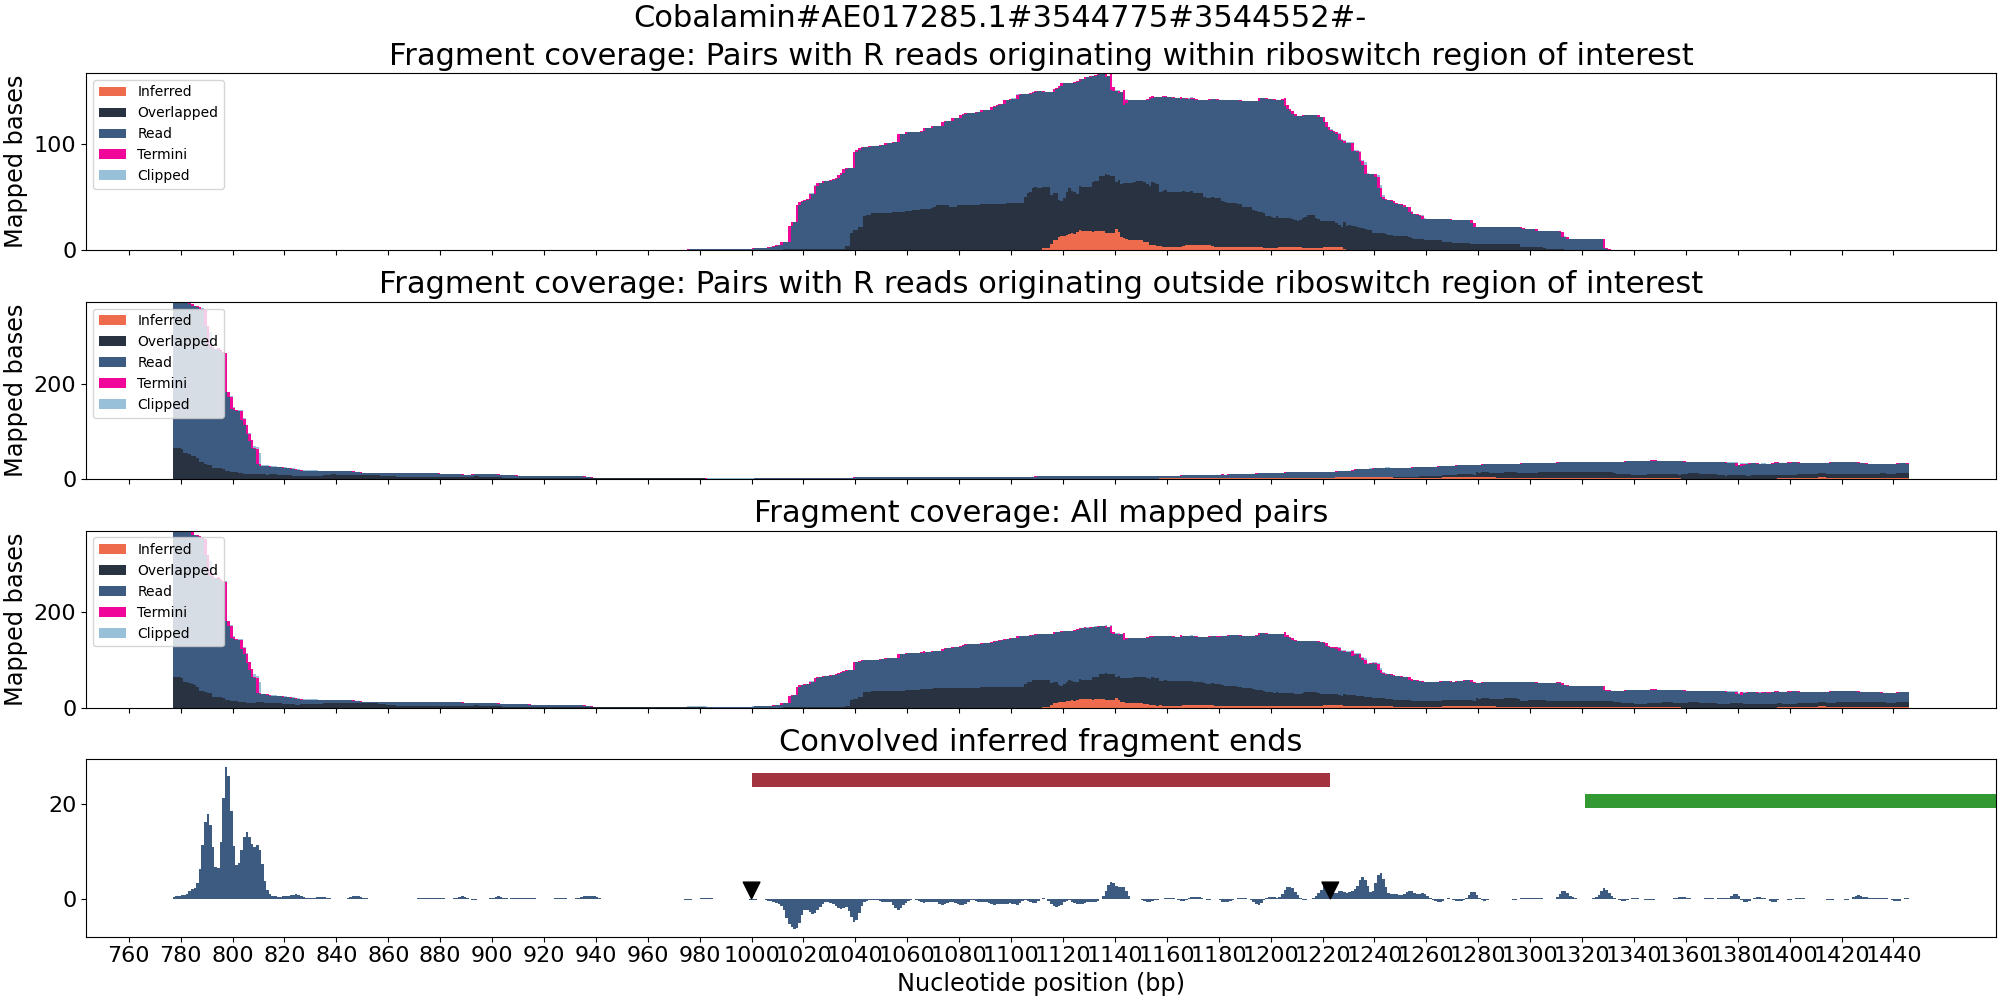 Cobalamin#AE017285.1#3544775#3544552#-
Fragment coverage: Pairs with R reads originating within riboswitch region of interest
Mapped bases
100
0
Inferred
Overlapped
Read
Termini
Clipped
Fragment coverage: Pairs with R reads originating outside riboswitch region of interest
Mapped bases
200
0
Inferred
Overlapped
Read
Termini
Clipped
Fragment coverage: All mapped pairs
Mapped bases
200
0
Inferred
Overlapped
Read
Termini
Clipped
Convolved inferred fragment ends
20
0
760 780 800 820 840 860 880 900 920 940 960 980 1000 1020 1040 1060 1080 1100 1120 1140 1160 1180 1200 1220 1240 1260 1280 1300 1320 1340 1360 1380 1400 1420 1440
Nucleotide position (bp)